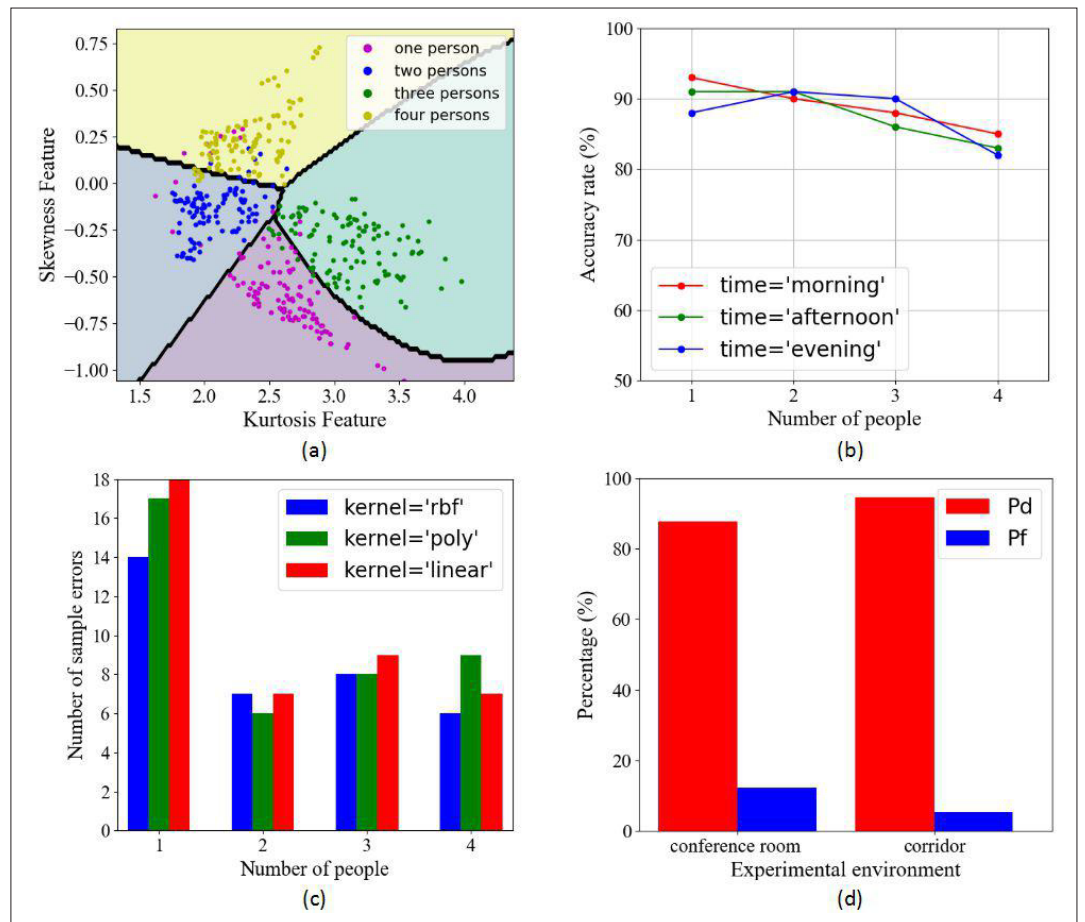 0.75
0.50
0.25
0.00
−0.25
−0.50
−0.75
−1.00
Skewness Feature
one person
two persons
three persons
four persons
1.5 2.0 2.5 3.0 3.5 4.0
Kurtosis Feature
(a)
100
90
80
70
60
50
Accuracy rate (%)
time='morning'
time='afternoon'
time='evening'
1 2 3 4
Number of people
(b)
18
16
14
12
10
8
6
4
2
0
Number of sample errors
kernel='rbf'
kernel='poly'
kernel='linear'
1 2 3 4
Number of people
(c)
100
80
60
40
20
0
Percentage (%)
Pd
Pf
conference room corridor
Experimental environment
(d)